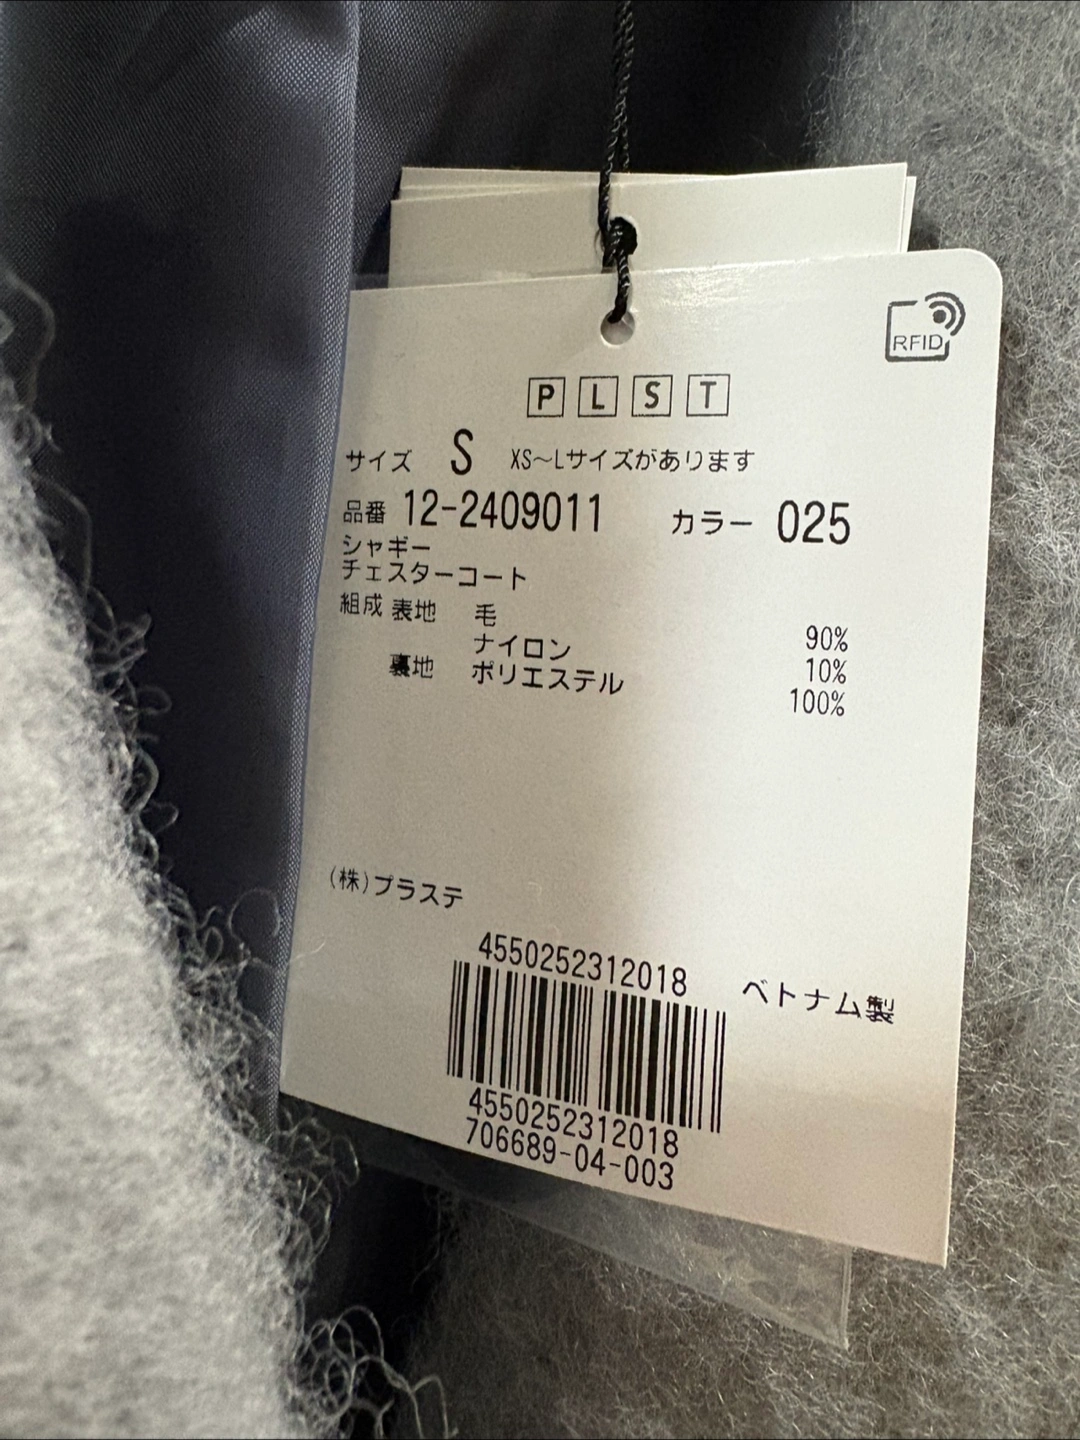 RFID
PLST
サイズ S XS~Lサイズがあります
品番 12-2409011 カラー 025
シャギー
チェスターコート
組成 表地 毛 90%
ナイロン 10%
裏地 ポリエステル 100%
(株)プラステ
4550252312018
ベトナム製
4550252312018
706689-04-003